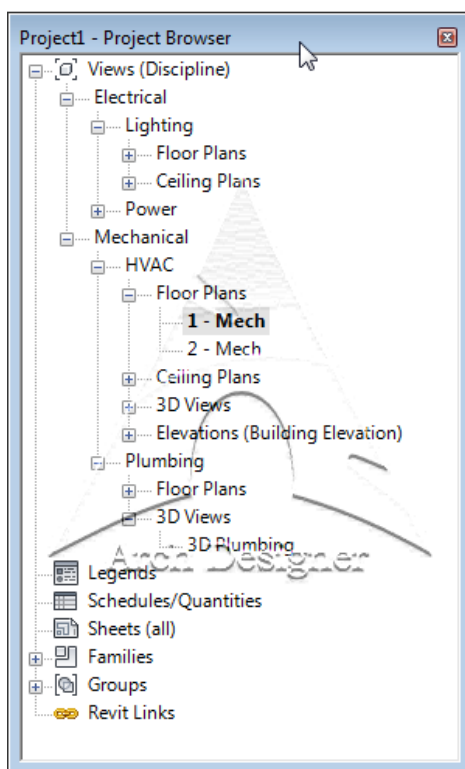 Project1 - Project Browser
Views (Discipline)
Electrical
Lighting
Floor Plans
Ceiling Plans
Power
Mechanical
HVAC
Floor Plans
1 - Mech
2 - Mech
Ceiling Plans
3D Views
Elevations (Building Elevation)
Plumbing
Floor Plans
3D Views
3D Plumbing
Arch Designer
Legends
Schedules/Quantities
Sheets (all)
Families
Groups
Revit Links